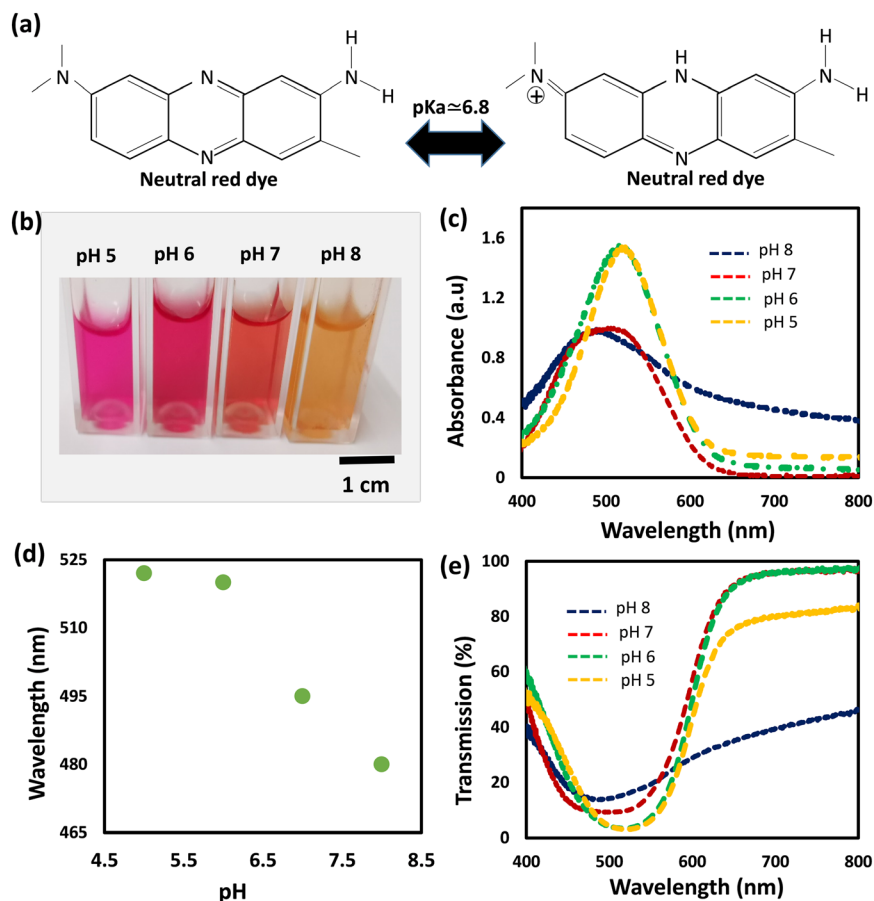 (a)
H
N
N
N
H
pKa≃6.8
N
Neutral red dye
H
H
N
N
N
H
N
Neutral red dye
(b)
pH 5 pH 6 pH 7 pH 8
1 cm
(c)
Absorbance (a.u)
1.6
1.2
0.8
0.4
0
400 500 600 700 800
Wavelength (nm)
pH 8
pH 7
pH 6
pH 5
(d)
Wavelength (nm)
525
510
495
480
465
4.5 5.5 6.5 7.5 8.5
pH
(e)
Transmission (%)
100
80
60
40
20
0
400 500 600 700 800
Wavelength (nm)
pH 8
pH 7
pH 6
pH 5